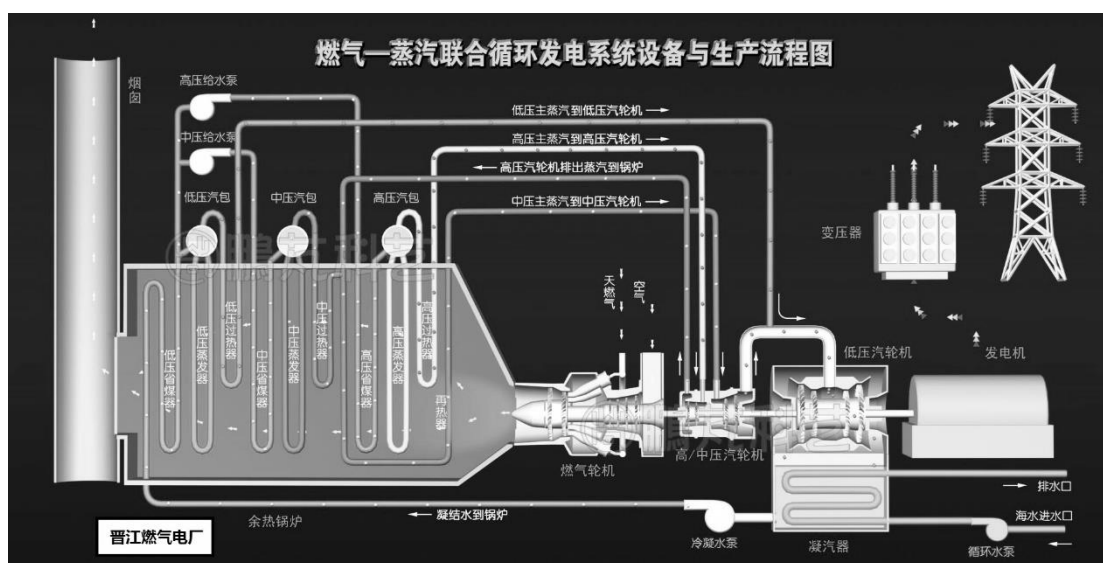 燃气—蒸汽联合循环发电系统设备与生产流程图
烟囱
高压给水泵
中压给水泵
低压主蒸汽到低压汽轮机
高压主蒸汽到高压汽轮机
高压汽轮机排出蒸汽到锅炉
中压主蒸汽到中压汽轮机
低压汽包
中压汽包
高压汽包
变压器
鹏芃科艺
天燃气
空气
低压省煤器
低压蒸发器
低压过热器
中压省煤器
中压蒸发器
中压过热器
高压省煤器
高压蒸发器
高压过热器
再热器
低压汽轮机
发电机
燃气轮机
高/中压汽轮机
排水口
余热锅炉
凝结水到锅炉
海水进水口
冷凝水泵
凝汽器
循环水泵
晋江燃气电厂